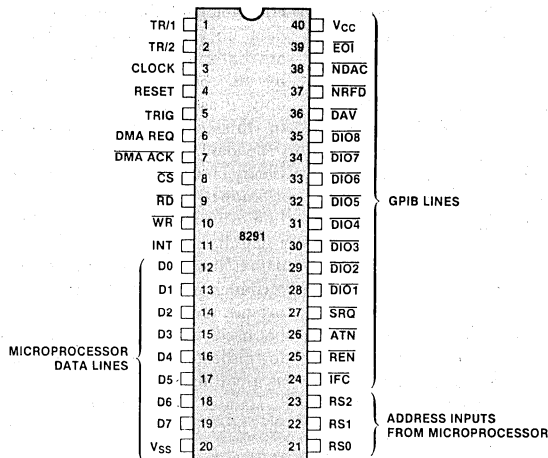 TR/1 1 40 VCC
TR/2 2 39 EOI
CLOCK 3 38 NDAC
RESET 4 37 NRFD
TRIG 5 36 DAV
DMA REQ 6 35 DIO8
DMA ACK 7 34 DIO7
CS 8 33 DIO6
RD 9 32 DIO5
WR 10 31 DIO4
INT 11 30 DIO3
D0 12 29 DIO2
D1 13 28 DIO1
D2 14 27 SRQ
D3 15 26 ATN
D4 16 25 REN
D5 17 24 IFC
D6 18 23 RS2
D7 19 22 RS1
VSS 20 21 RS0
8291
MICROPROCESSOR
DATA LINES
GPIB LINES
ADDRESS INPUTS
FROM MICROPROCESSOR